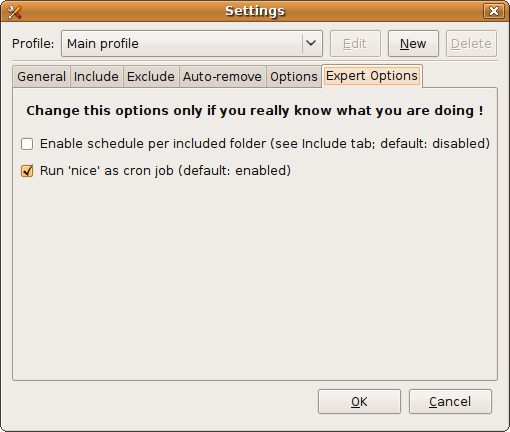 Settings
Profile: Main profile Edit New Delete
General Include Exclude Auto-remove Options Expert Options
Change this options only if you really know what you are doing !
Enable schedule per included folder (see Include tab; default: disabled)
Run 'nice' as cron job (default: enabled)
OK Cancel